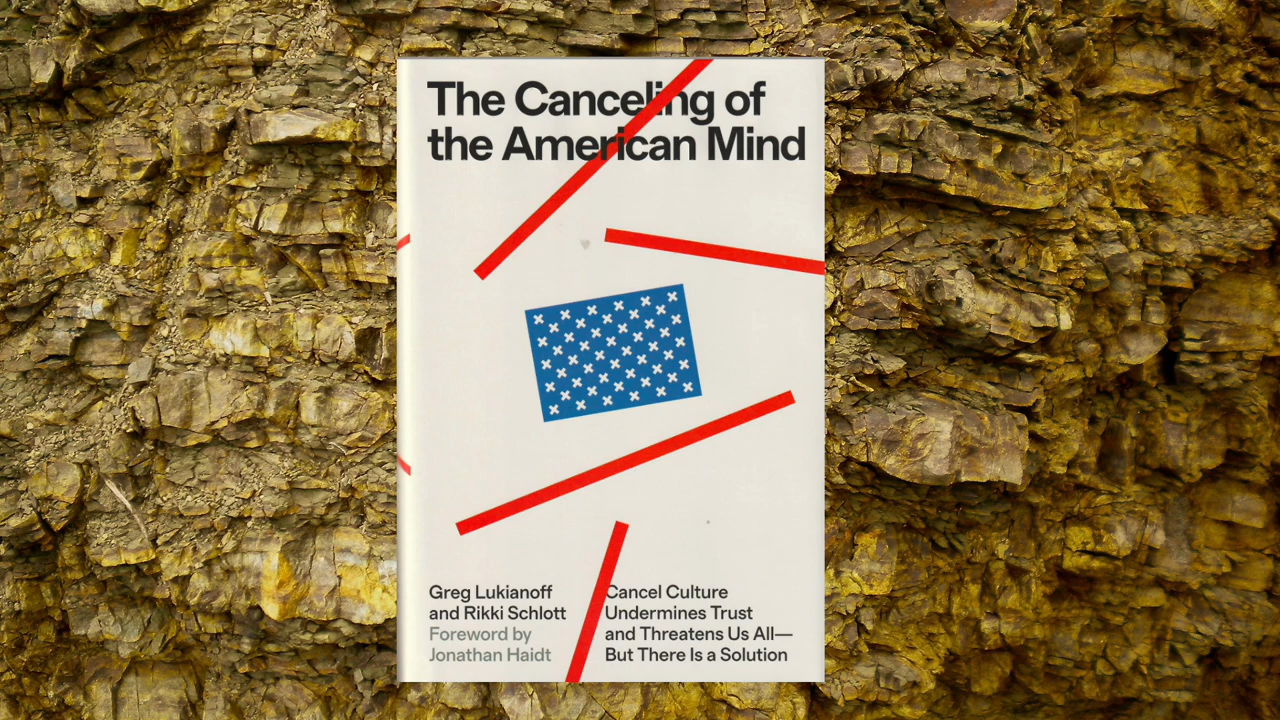 The Canceling of
the American Mind
Greg Lukianoff
and Rikki Schlott
Foreword by
Jonathan Haidt
Cancel Culture
Undermines Trust
and Threatens Us All—
But There Is a Solution